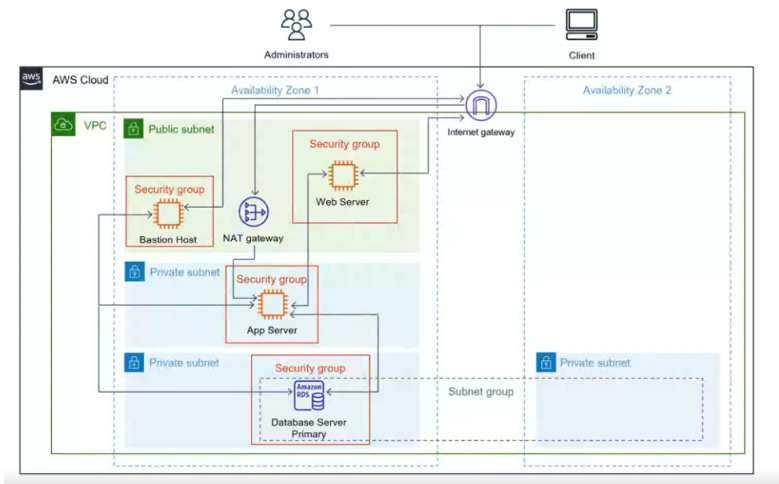 Administrators
Client
aws
AWS Cloud
Availability Zone 1
Availability Zone 2
Internet gateway
VPC
Public subnet
Security group
Web Server
Security group
Bastion Host
NAT gateway
Private subnet
Security group
App Server
Private subnet
Security group
Amazon
RDS
Database Server
Primary
Subnet group
Private subnet